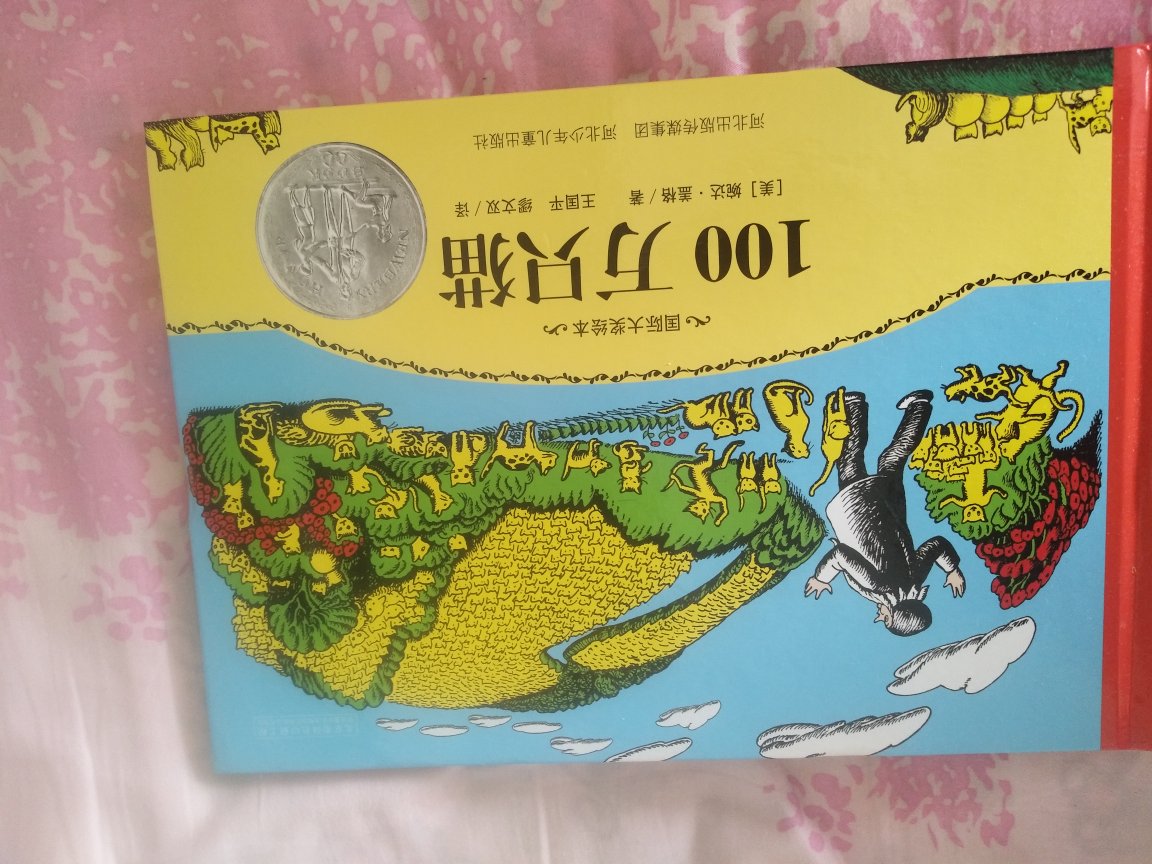 国际大奖绘本
100 万只猫
[美] 婉达·盖格/著 王国平 缪文双/译
NEWBERY
河北出版传媒集团 河北少年儿童出版社